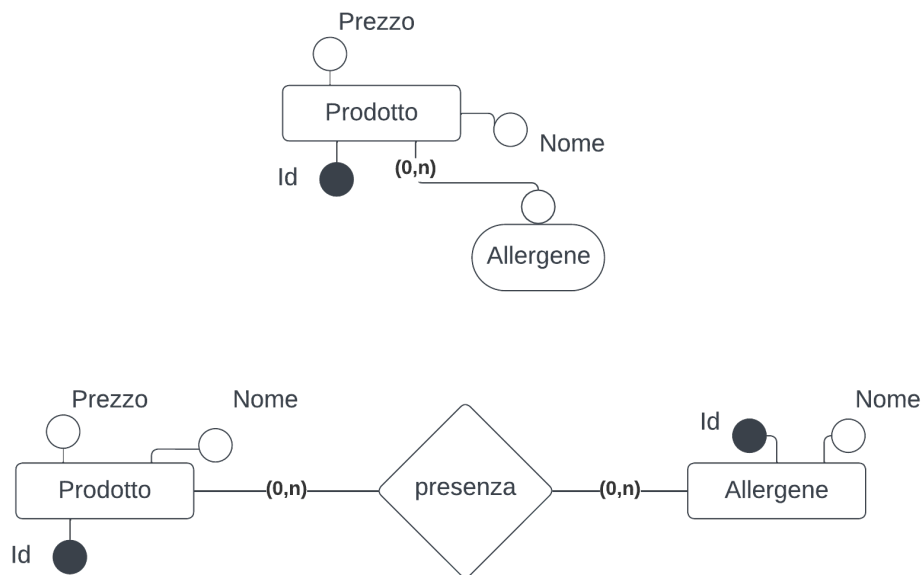 Prezzo
Prodotto
Nome
Id
(0,n)
Allergene
Prezzo
Nome
Id
Nome
Prodotto
(0,n)
presenza
(0,n)
Allergene
Id